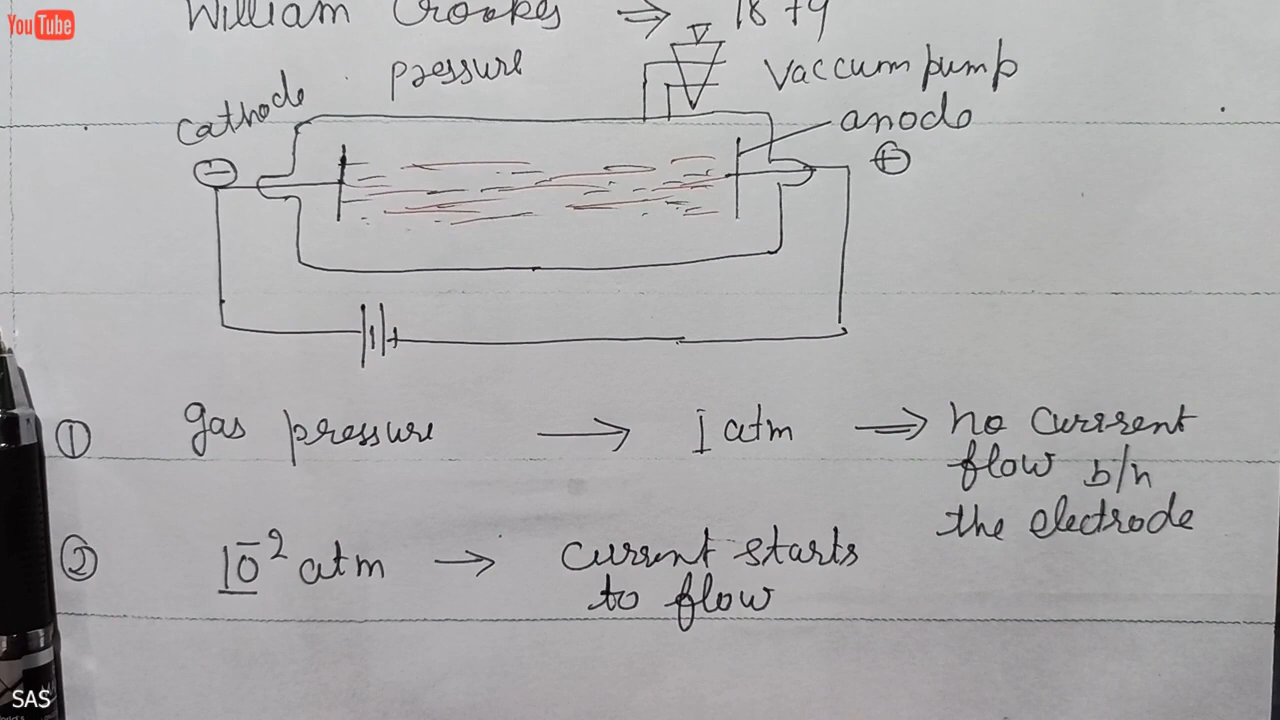 YouTube
William Crookes ⇒ 1879
pressure
Vaccum pump
cathode
anode
⊖
⊕
① gas pressure → 1 atm ⇒ no current
flow b/n
the electrode
② 10⁻² atm → current starts
to flow
SAS